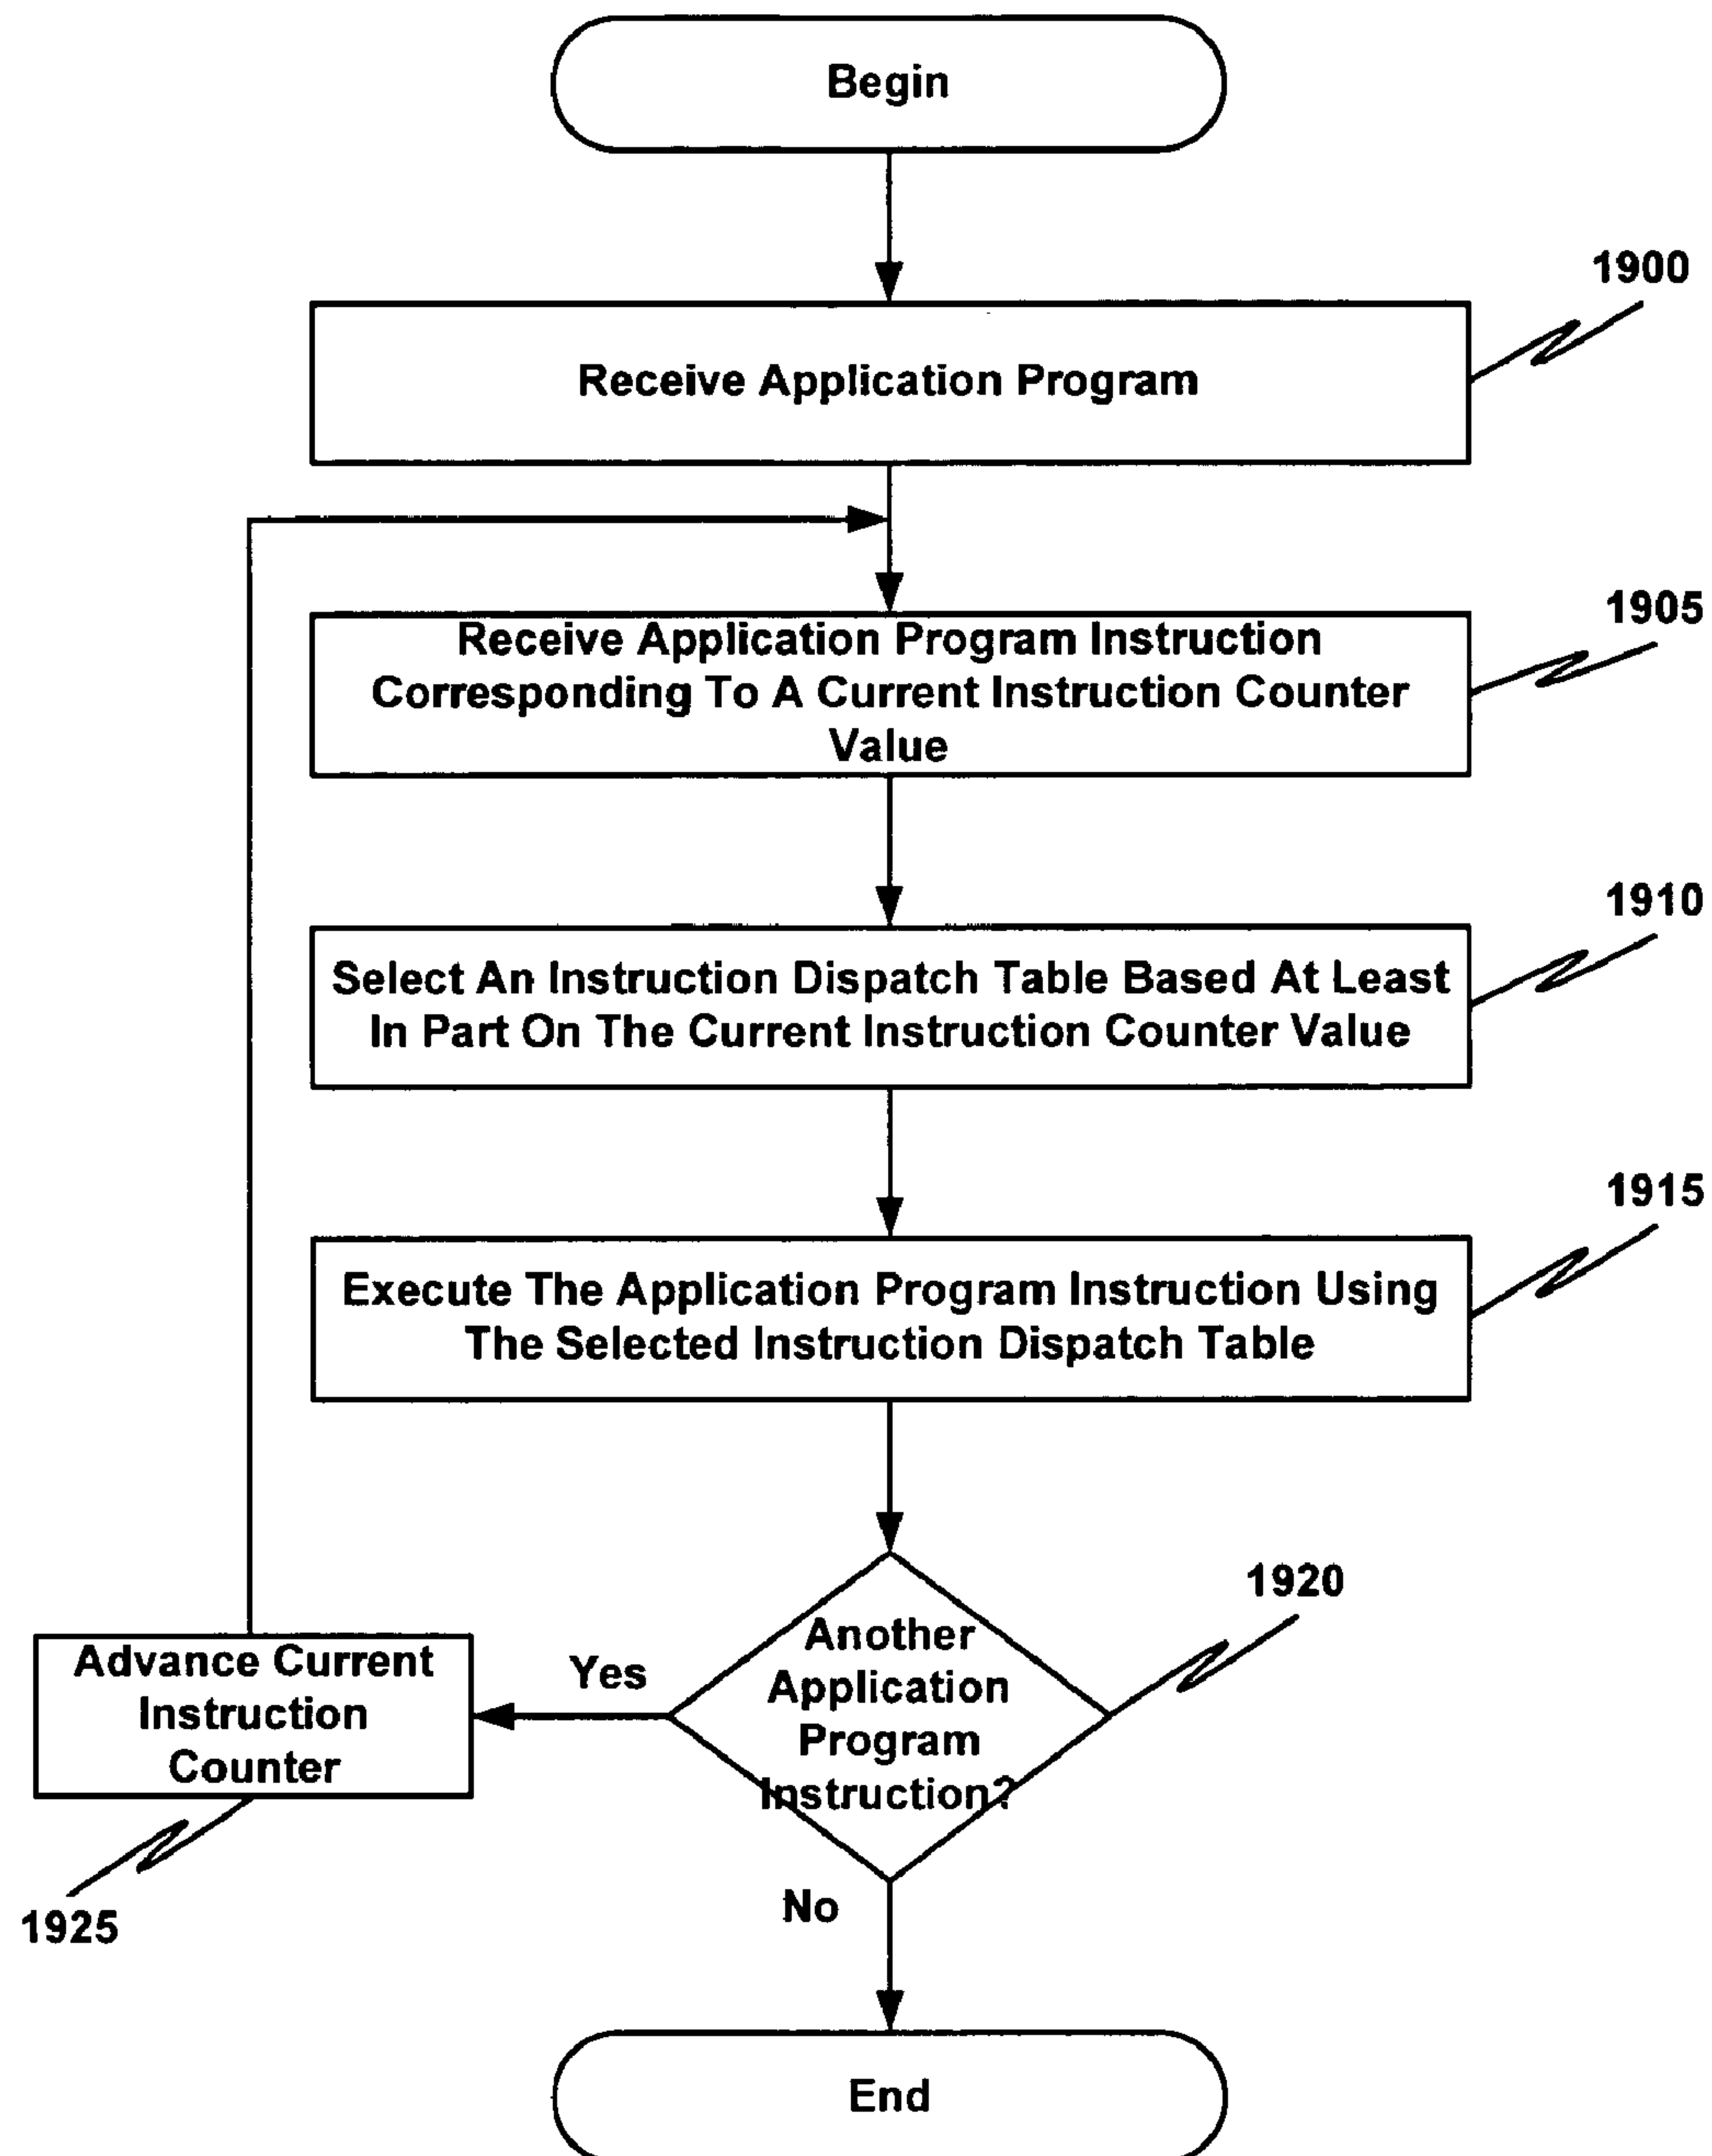 Begin
1900
Receive Application Program
1905
Receive Application Program Instruction
Corresponding To A Current Instruction Counter
Value
1910
Select An Instruction Dispatch Table Based At Least
In Part On The Current Instruction Counter Value
1915
Execute The Application Program Instruction Using
The Selected Instruction Dispatch Table
1920
Another
Application
Program
Instruction?
Yes
Advance Current
Instruction
Counter
1925
No
End